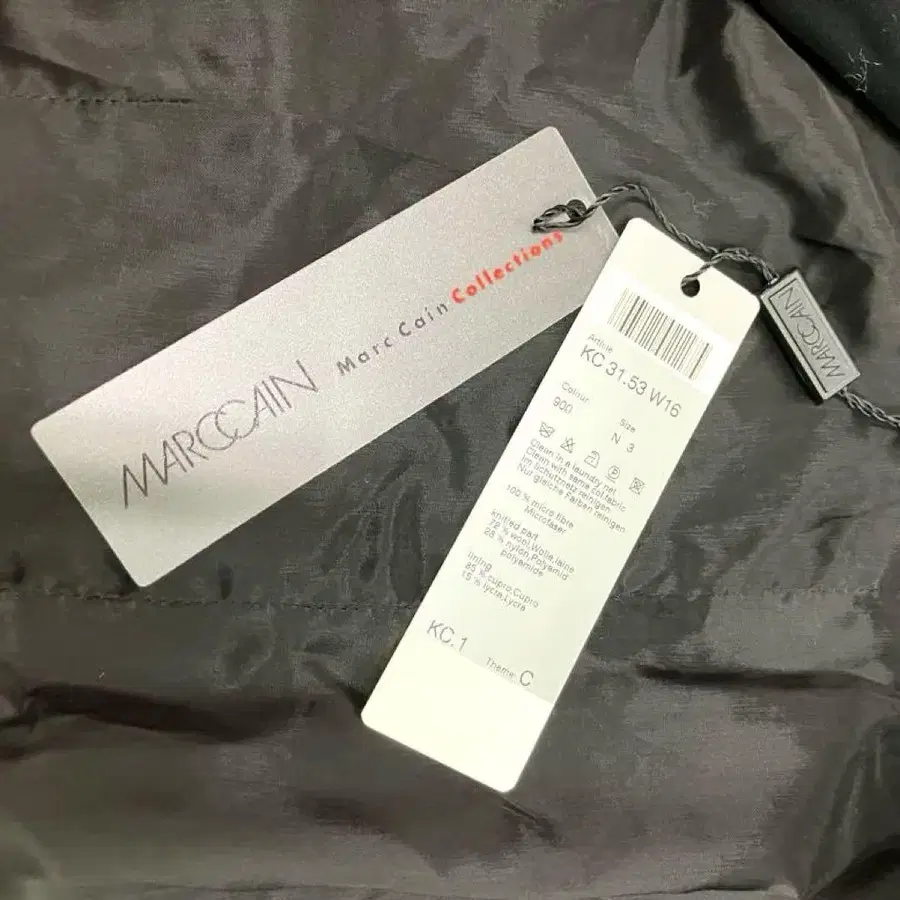 MARCCAIN
Marc Cain Collections
MARCCAIN
Article
KC 31.53 W16
Colour
Size
900
N 3
Clean in a laundry net
Clean with same col.fabric
Im Schutznetz reinigen
Nur gleiche Farben reinigen
100 % micro fibre
Microfaser
knitted part
72 % wool,Wolle,laine
28 % nylon,Polyamid
polyamide
lining
85 % cupro,Cupro
15 % lycra,Lycra
KC.1
Theme: C